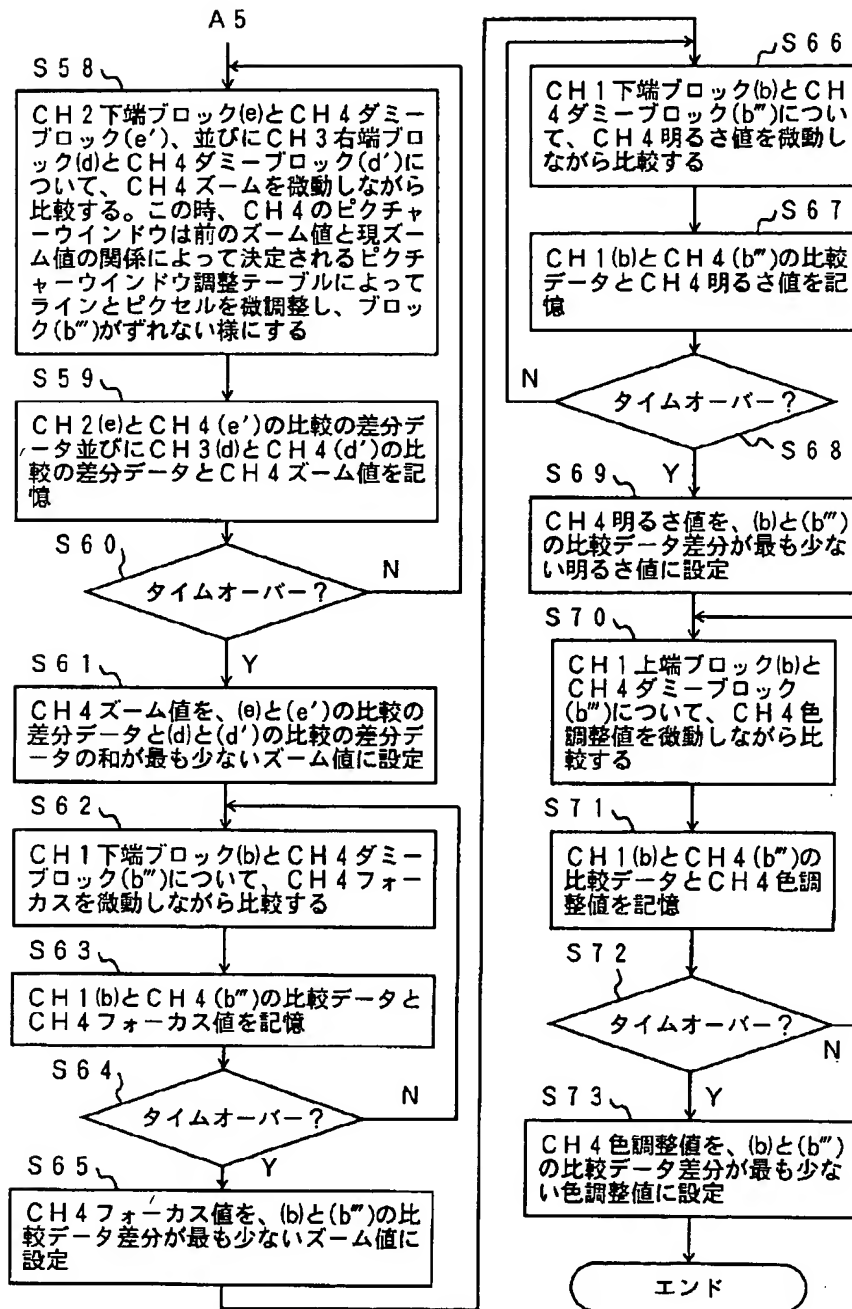 A5
S58
CH2下端ブロック(e)とCH4ダミー
ブロック(e′)、並びにCH3右端ブロ
ック(d)とCH4ダミーブロック(d′)に
ついて、CH4ズームを微動しながら
比較する。この時、CH4のピクチャ
ーウインドウは前のズーム値と現ズー
ム値の関係によって決定されるピクチ
ャーウインドウ調整テーブルによって
ラインとピクセルを微調整し、ブロッ
ク(b‴)がずれない様にする
S59
CH2(e)とCH4(e′)の比較の差分デ
ータ並びにCH3(d)とCH4(d′)の比
較の差分データとCH4ズーム値を記
憶
S60
タイムオーバー?
N
Y
S61
CH4ズーム値を、(e)と(e′)の比較の
差分データと(d)と(d′)の比較の差分デ
ータの和が最も少ないズーム値に設定
S62
CH1下端ブロック(b)とCH4ダミー
ブロック(b‴)について、CH4フォー
カスを微動しながら比較する
S63
CH1(b)とCH4(b‴)の比較データと
CH4フォーカス値を記憶
S64
タイムオーバー?
N
Y
S65
CH4フォーカス値を、(b)と(b‴)の比
較データ差分が最も少ないズーム値に
設定
S66
CH1下端ブロック(b)とCH
4ダミーブロック(b‴)につい
て、CH4明るさ値を微動し
ながら比較する
S67
CH1(b)とCH4(b‴)の比較
データとCH4明るさ値を記
憶
N
タイムオーバー?
S68
Y
S69
CH4明るさ値を、(b)と(b‴)
の比較データ差分が最も少な
い明るさ値に設定
S70
CH1上端ブロック(b)と
CH4ダミーブロック
(b‴)について、CH4色
調整値を微動しながら比
較する
S71
CH1(b)とCH4(b‴)の
比較データとCH4色調
整値を記憶
S72
タイムオーバー?
N
Y
S73
CH4色調整値を、(b)と(b‴)
の比較データ差分が最も少な
い色調整値に設定
エンド